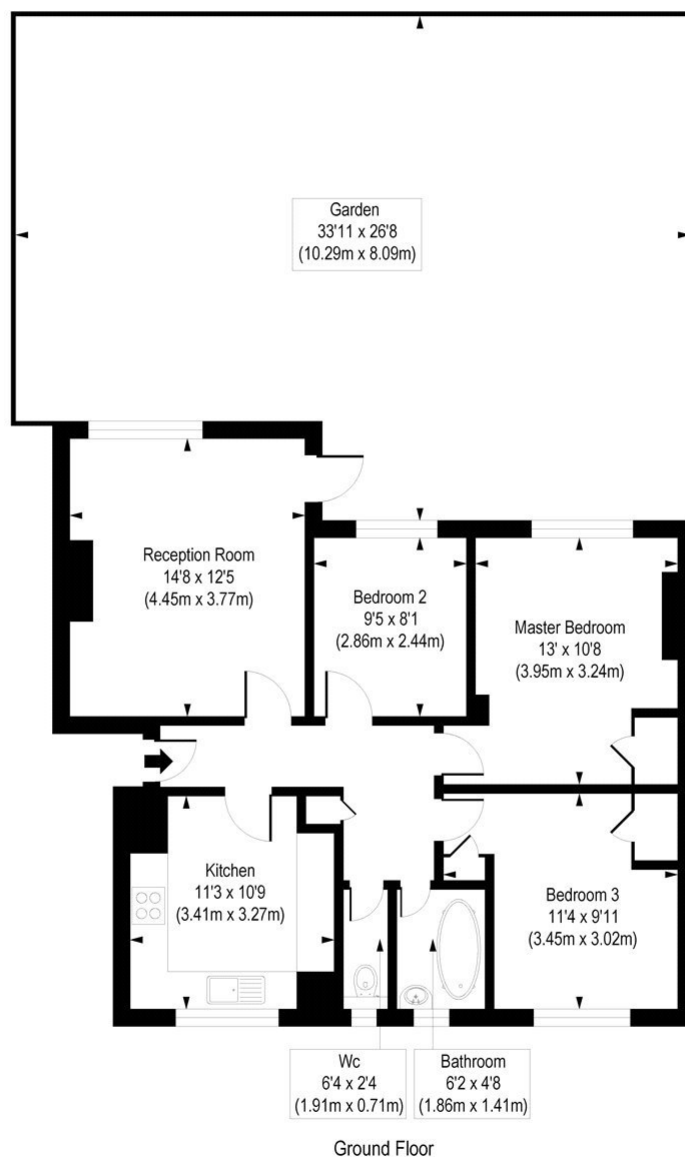 Garden
33'11 x 26'8
(10.29m x 8.09m)
Reception Room
14'8 x 12'5
(4.45m x 3.77m)
Bedroom 2
9'5 x 8'1
(2.86m x 2.44m)
Master Bedroom
13' x 10'8
(3.95m x 3.24m)
Kitchen
11'3 x 10'9
(3.41m x 3.27m)
Bedroom 3
11'4 x 9'11
(3.45m x 3.02m)
Wc
6'4 x 2'4
(1.91m x 0.71m)
Bathroom
6'2 x 4'8
(1.86m x 1.41m)
Ground Floor